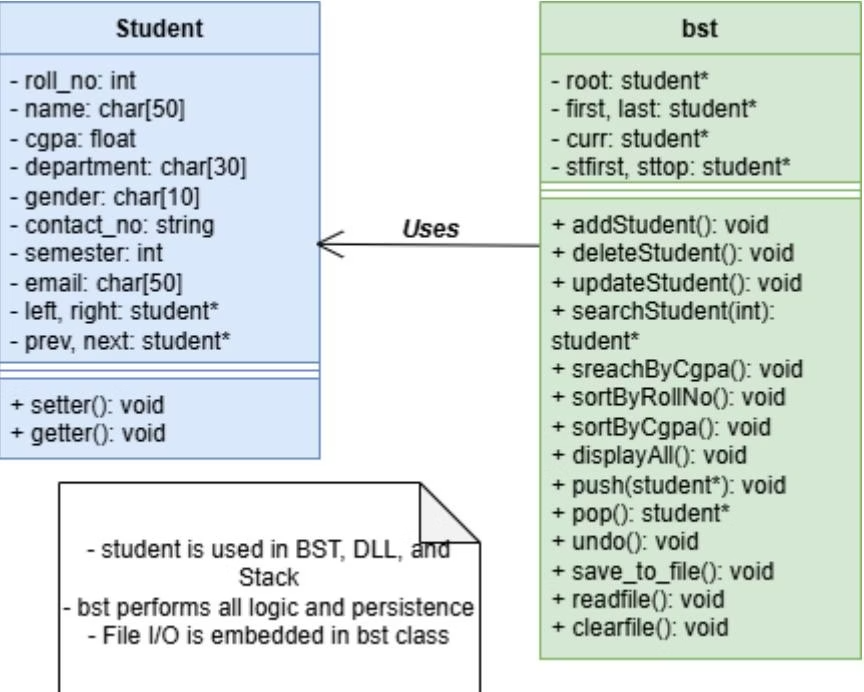 Student
- roll_no: int
- name: char[50]
- cgpa: float
- department: char[30]
- gender: char[10]
- contact_no: string
- semester: int
- email: char[50]
- left, right: student*
- prev, next: student*
+ setter(): void
+ getter(): void
Uses
bst
- root: student*
- first, last: student*
- curr: student*
- stfirst, sttop: student*
+ addStudent(): void
+ deleteStudent(): void
+ updateStudent(): void
+ searchStudent(int):
student*
+ sreachByCgpa(): void
+ sortByRollNo(): void
+ sortByCgpa(): void
+ displayAll(): void
+ push(student*): void
+ pop(): student*
+ undo(): void
+ save_to_file(): void
+ readfile(): void
+ clearfile(): void
- student is used in BST, DLL, and
Stack
- bst performs all logic and persistence
- File I/O is embedded in bst class